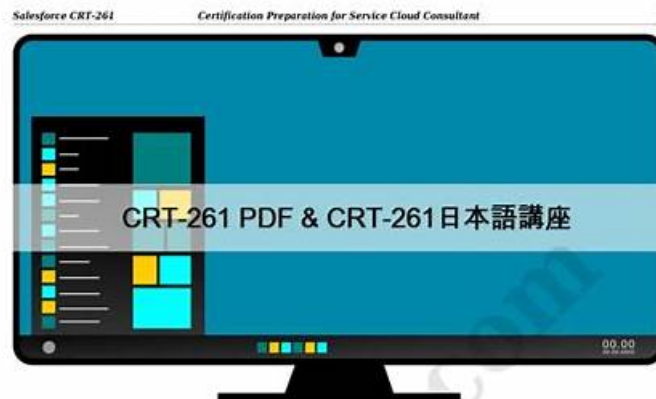 Salesforce CRT-261 Certification Preparation for Service Cloud Consultant
CRT-261 PDF & CRT-261日本語講座
00.00
com